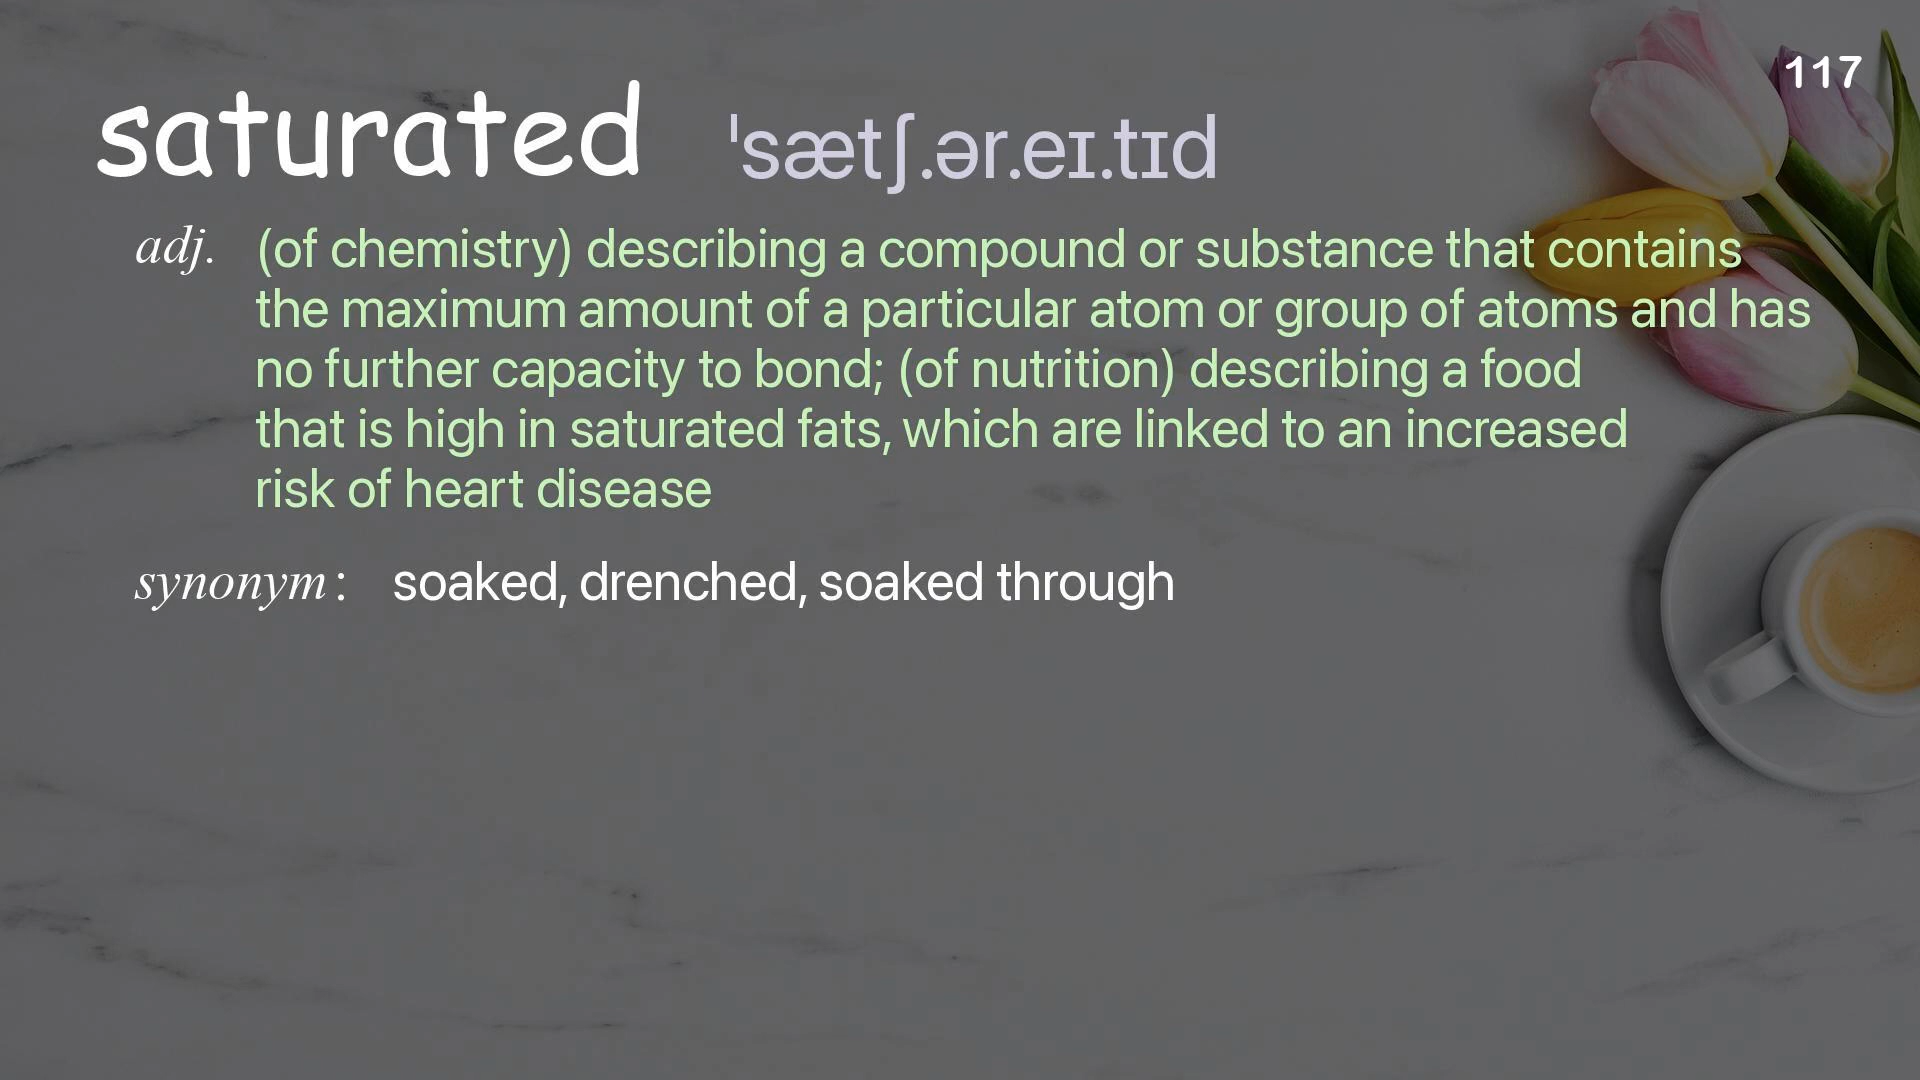 117
saturated ˈsætʃ.ər.eɪ.tɪd
adj. (of chemistry) describing a compound or substance that contains
the maximum amount of a particular atom or group of atoms and has
no further capacity to bond; (of nutrition) describing a food
that is high in saturated fats, which are linked to an increased
risk of heart disease
synonym: soaked, drenched, soaked through